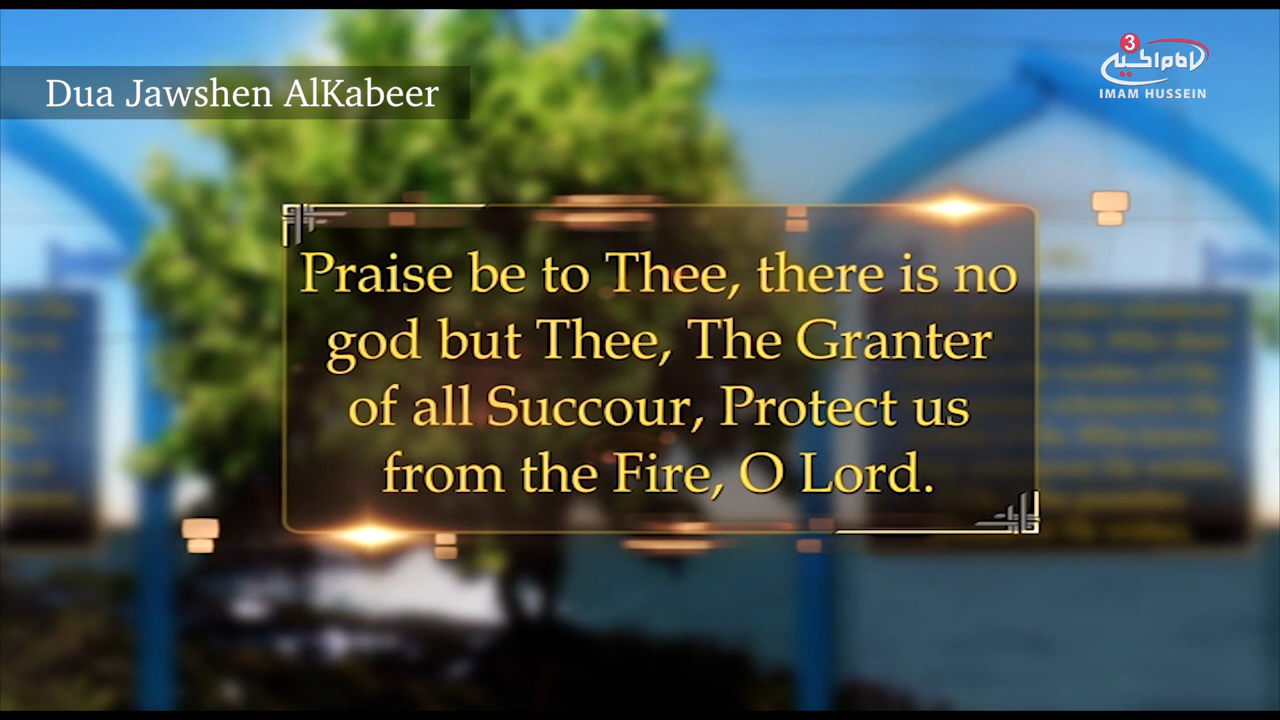 Dua Jawshen AlKabeer
3
IMAM HUSSEIN
Praise be to Thee, there is no
god but Thee, The Granter
of all Succour, Protect us
from the Fire, O Lord.